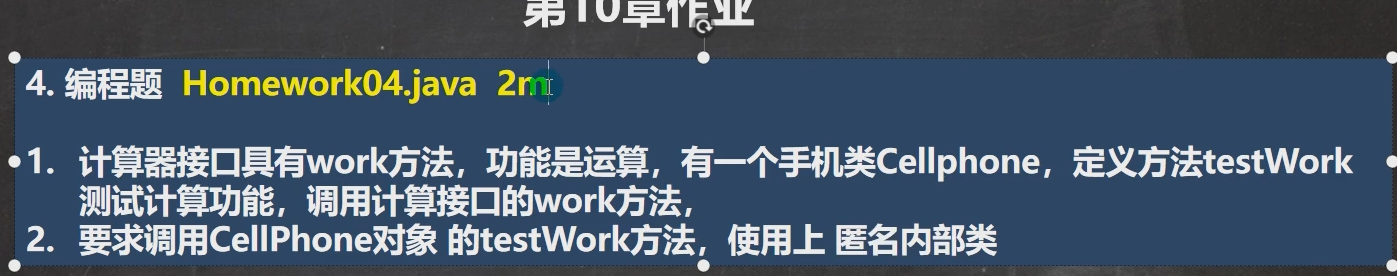 第10章作业
4. 编程题 Homework04.java 2m
1. 计算器接口具有work方法，功能是运算，有一个手机类Cellphone，定义方法testWork
测试计算功能，调用计算接口的work方法，
2. 要求调用CellPhone对象 的testWork方法，使用上 匿名内部类